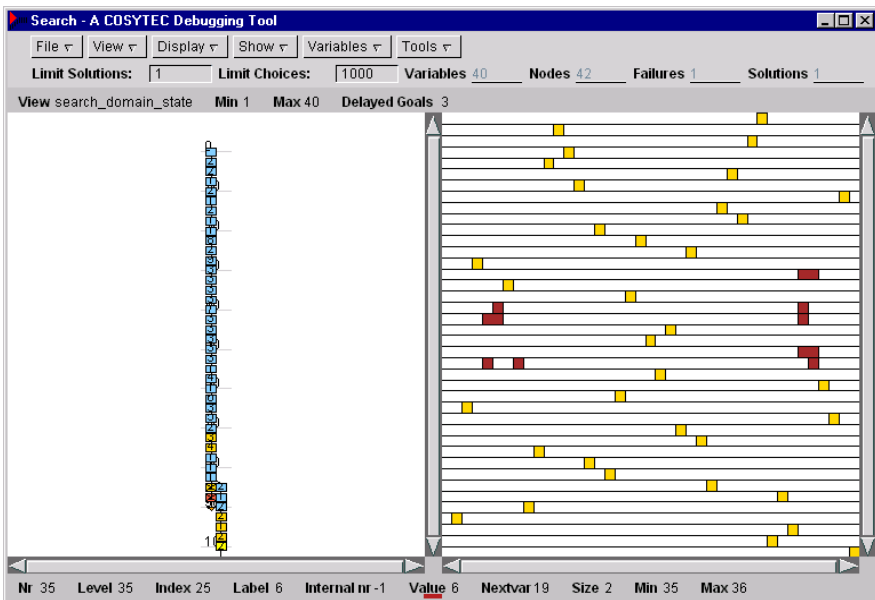 Search - A COSYTEC Debugging Tool
File View Display Show Variables Tools
Limit Solutions: 1 Limit Choices: 1000 Variables 40 Nodes 42 Failures 1 Solutions 1
View search_domain_state Min 1 Max 40 Delayed Goals 3
Nr 35 Level 35 Index 25 Label 6 Internal nr -1 Value 6 Nextvar 19 Size 2 Min 35 Max 36